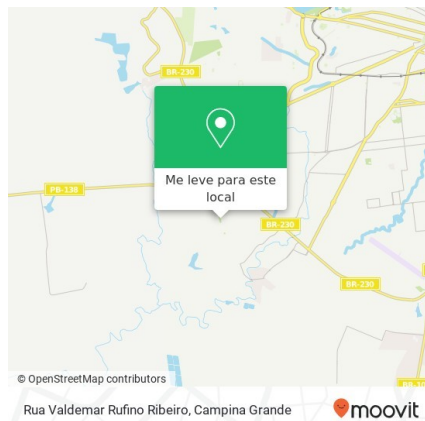 BR-230
Me leve para este
local
PB-138
BR-230
BR-230
© OpenStreetMap contributors
Rua Valdemar Rufino Ribeiro, Campina Grande
moovit